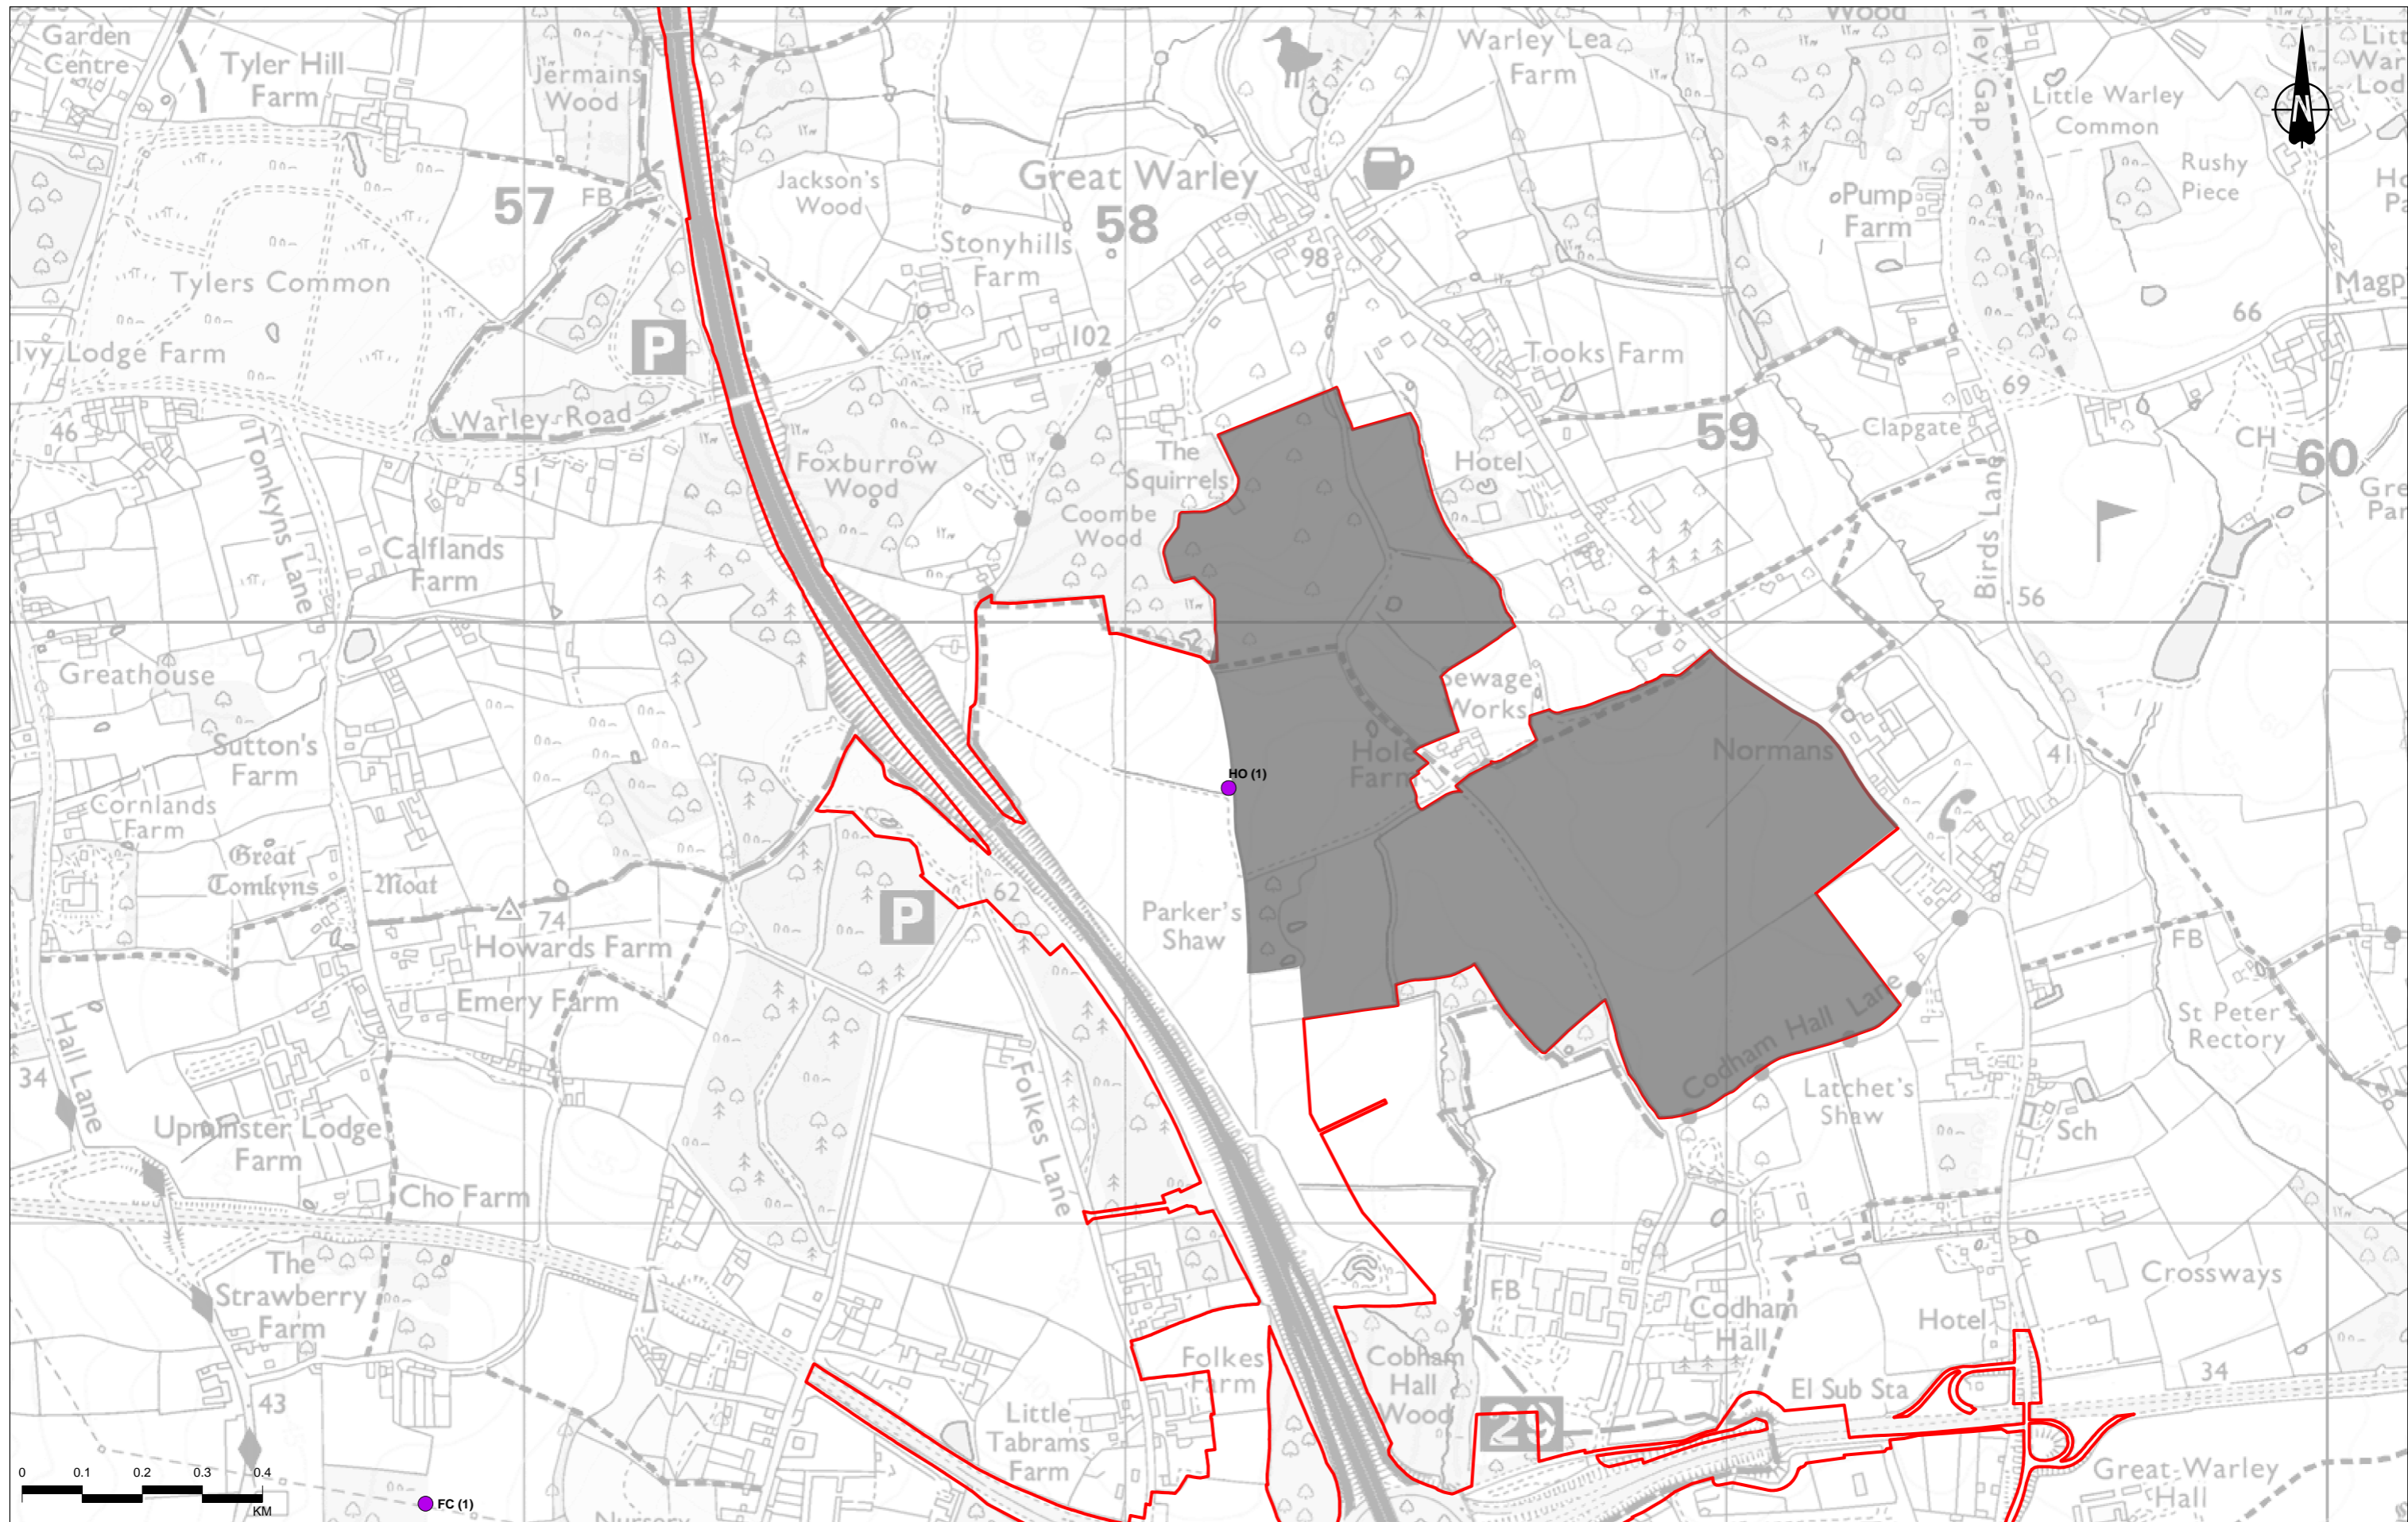 Garden
Centre
Tyler Hill
Farm
Jermains
Wood
Warley Lea
Farm
Wood
Little Warley
Common
Rushy
Piece
N
57
FB
Jackson's
Wood
Great Warley
58
Stonyhills
Farm
98
Pump
Farm
Tylers Common
Ivy Lodge Farm
P
102
Tooks Farm
66
69
Warley Road
46
51
Tomkyns Lane
Foxburrow
Wood
The
Squirrels
Coombe
Wood
Hotel
59
Clapgate
CH
60
Birds Lane
56
Calflands
Farm
Greathouse
Sewage
Works
Sutton's
Farm
Hole
Farm
Normans
41
HO (1)
Cornlands
Farm
Great
Tomkyns
Moat
74
Howards Farm
Emery Farm
P
62
Parker's
Shaw
FB
Codham Hall Lane
St Peter's
Rectory
Hall Lane
34
Folkes Lane
Latchet's
Shaw
Sch
Upminster Lodge
Farm
Cho Farm
The
Strawberry
Farm
FB
Codham
Hall
Crossways
Hotel
34
Folkes
Farm
Cobham
Hall
Wood
29
El Sub Sta
43
Little
Tabrams
Farm
Great Warley
Hall
0 0.1 0.2 0.3 0.4
KM
FC (1)
Nursery